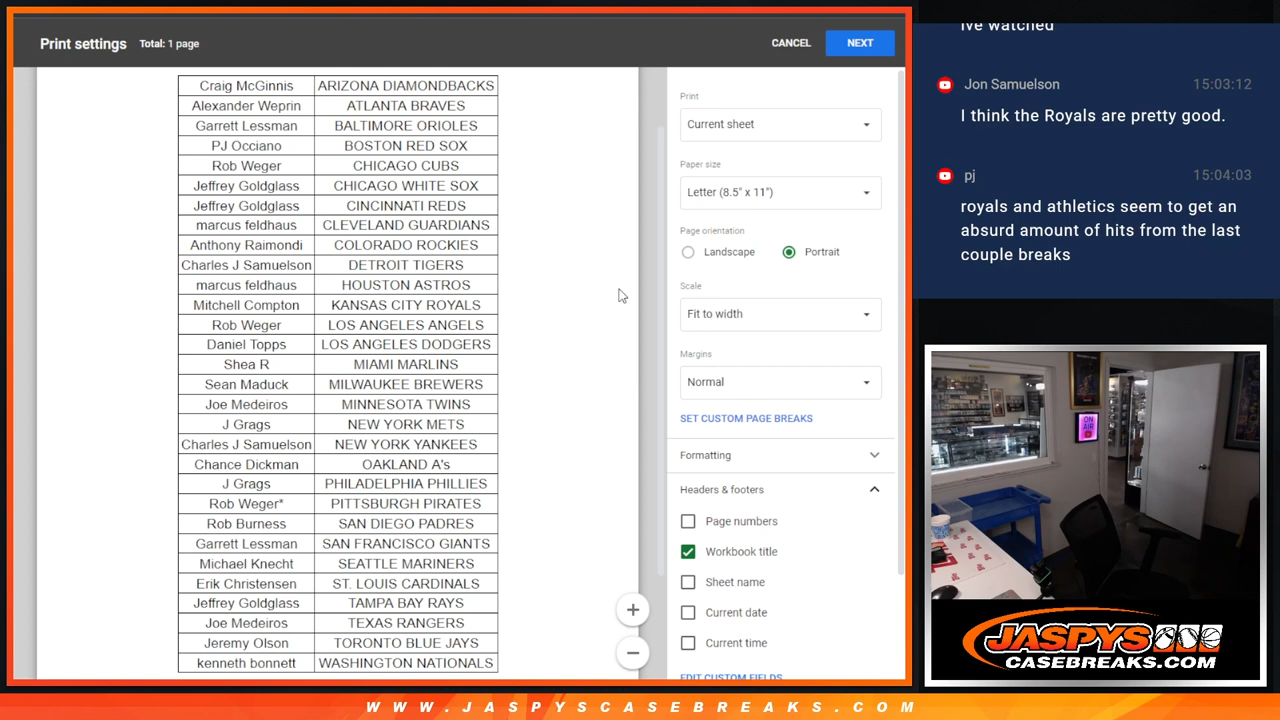 Print settings Total: 1 page CANCEL NEXT
Craig McGinnis ARIZONA DIAMONDBACKS
Alexander Weprin ATLANTA BRAVES
Garrett Lessman BALTIMORE ORIOLES
PJ Occiano BOSTON RED SOX
Rob Weger CHICAGO CUBS
Jeffrey Goldglass CHICAGO WHITE SOX
Jeffrey Goldglass CINCINNATI REDS
marcus feldhaus CLEVELAND GUARDIANS
Anthony Raimondi COLORADO ROCKIES
Charles J Samuelson DETROIT TIGERS
marcus feldhaus HOUSTON ASTROS
Mitchell Compton KANSAS CITY ROYALS
Rob Weger LOS ANGELES ANGELS
Daniel Topps LOS ANGELES DODGERS
Shea R MIAMI MARLINS
Sean Maduck MILWAUKEE BREWERS
Joe Medeiros MINNESOTA TWINS
J Grags NEW YORK METS
Charles J Samuelson NEW YORK YANKEES
Chance Dickman OAKLAND A's
J Grags PHILADELPHIA PHILLIES
Rob Weger* PITTSBURGH PIRATES
Rob Burness SAN DIEGO PADRES
Garrett Lessman SAN FRANCISCO GIANTS
Michael Knecht SEATTLE MARINERS
Erik Christensen ST. LOUIS CARDINALS
Jeffrey Goldglass TAMPA BAY RAYS
Joe Medeiros TEXAS RANGERS
Jeremy Olson TORONTO BLUE JAYS
kenneth bonnett WASHINGTON NATIONALS
Print
Current sheet
Paper size
Letter (8.5" x 11")
Page orientation
Landscape Portrait
Scale
Fit to width
Margins
Normal
SET CUSTOM PAGE BREAKS
Formatting
Headers & footers
Page numbers
Workbook title
Sheet name
Current date
Current time
EDIT CUSTOM FIELDS
ive watched
Jon Samuelson 15:03:12
I think the Royals are pretty good.
pj 15:04:03
royals and athletics seem to get an
absurd amount of hits from the last
couple breaks
ON
AIR
JASPYS
CASEBREAKS.COM
WWW.JASPYSCASEBREAKS.COM